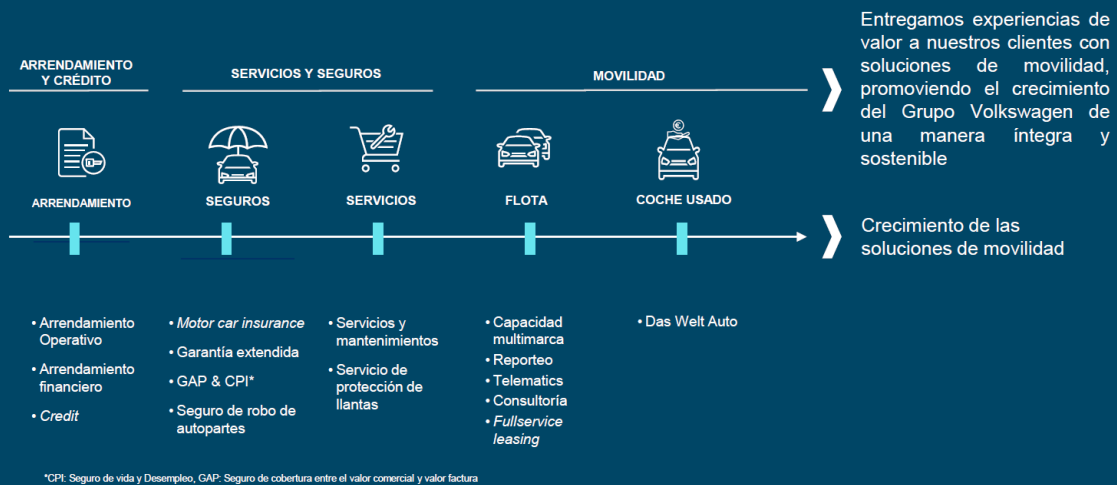 ARRENDAMIENTO
Y CRÉDITO
SERVICIOS Y SEGUROS
MOVILIDAD
Entregamos experiencias de
valor a nuestros clientes con
soluciones de movilidad,
promoviendo el crecimiento
del Grupo Volkswagen de
una manera íntegra y
sostenible
ARRENDAMIENTO
SEGUROS
SERVICIOS
FLOTA
COCHE USADO
Crecimiento de las
soluciones de movilidad
• Arrendamiento
Operativo
• Arrendamiento
financiero
• Credit
• Motor car insurance
• Garantía extendida
• GAP & CPI*
• Seguro de robo de
autopartes
• Servicios y
mantenimientos
• Servicio de
protección de
llantas
• Capacidad
multimarca
• Reporteo
• Telematics
• Consultoría
• Fullservice
leasing
• Das Welt Auto
*CPI: Seguro de vida y Desempleo, GAP: Seguro de cobertura entre el valor comercial y valor factura